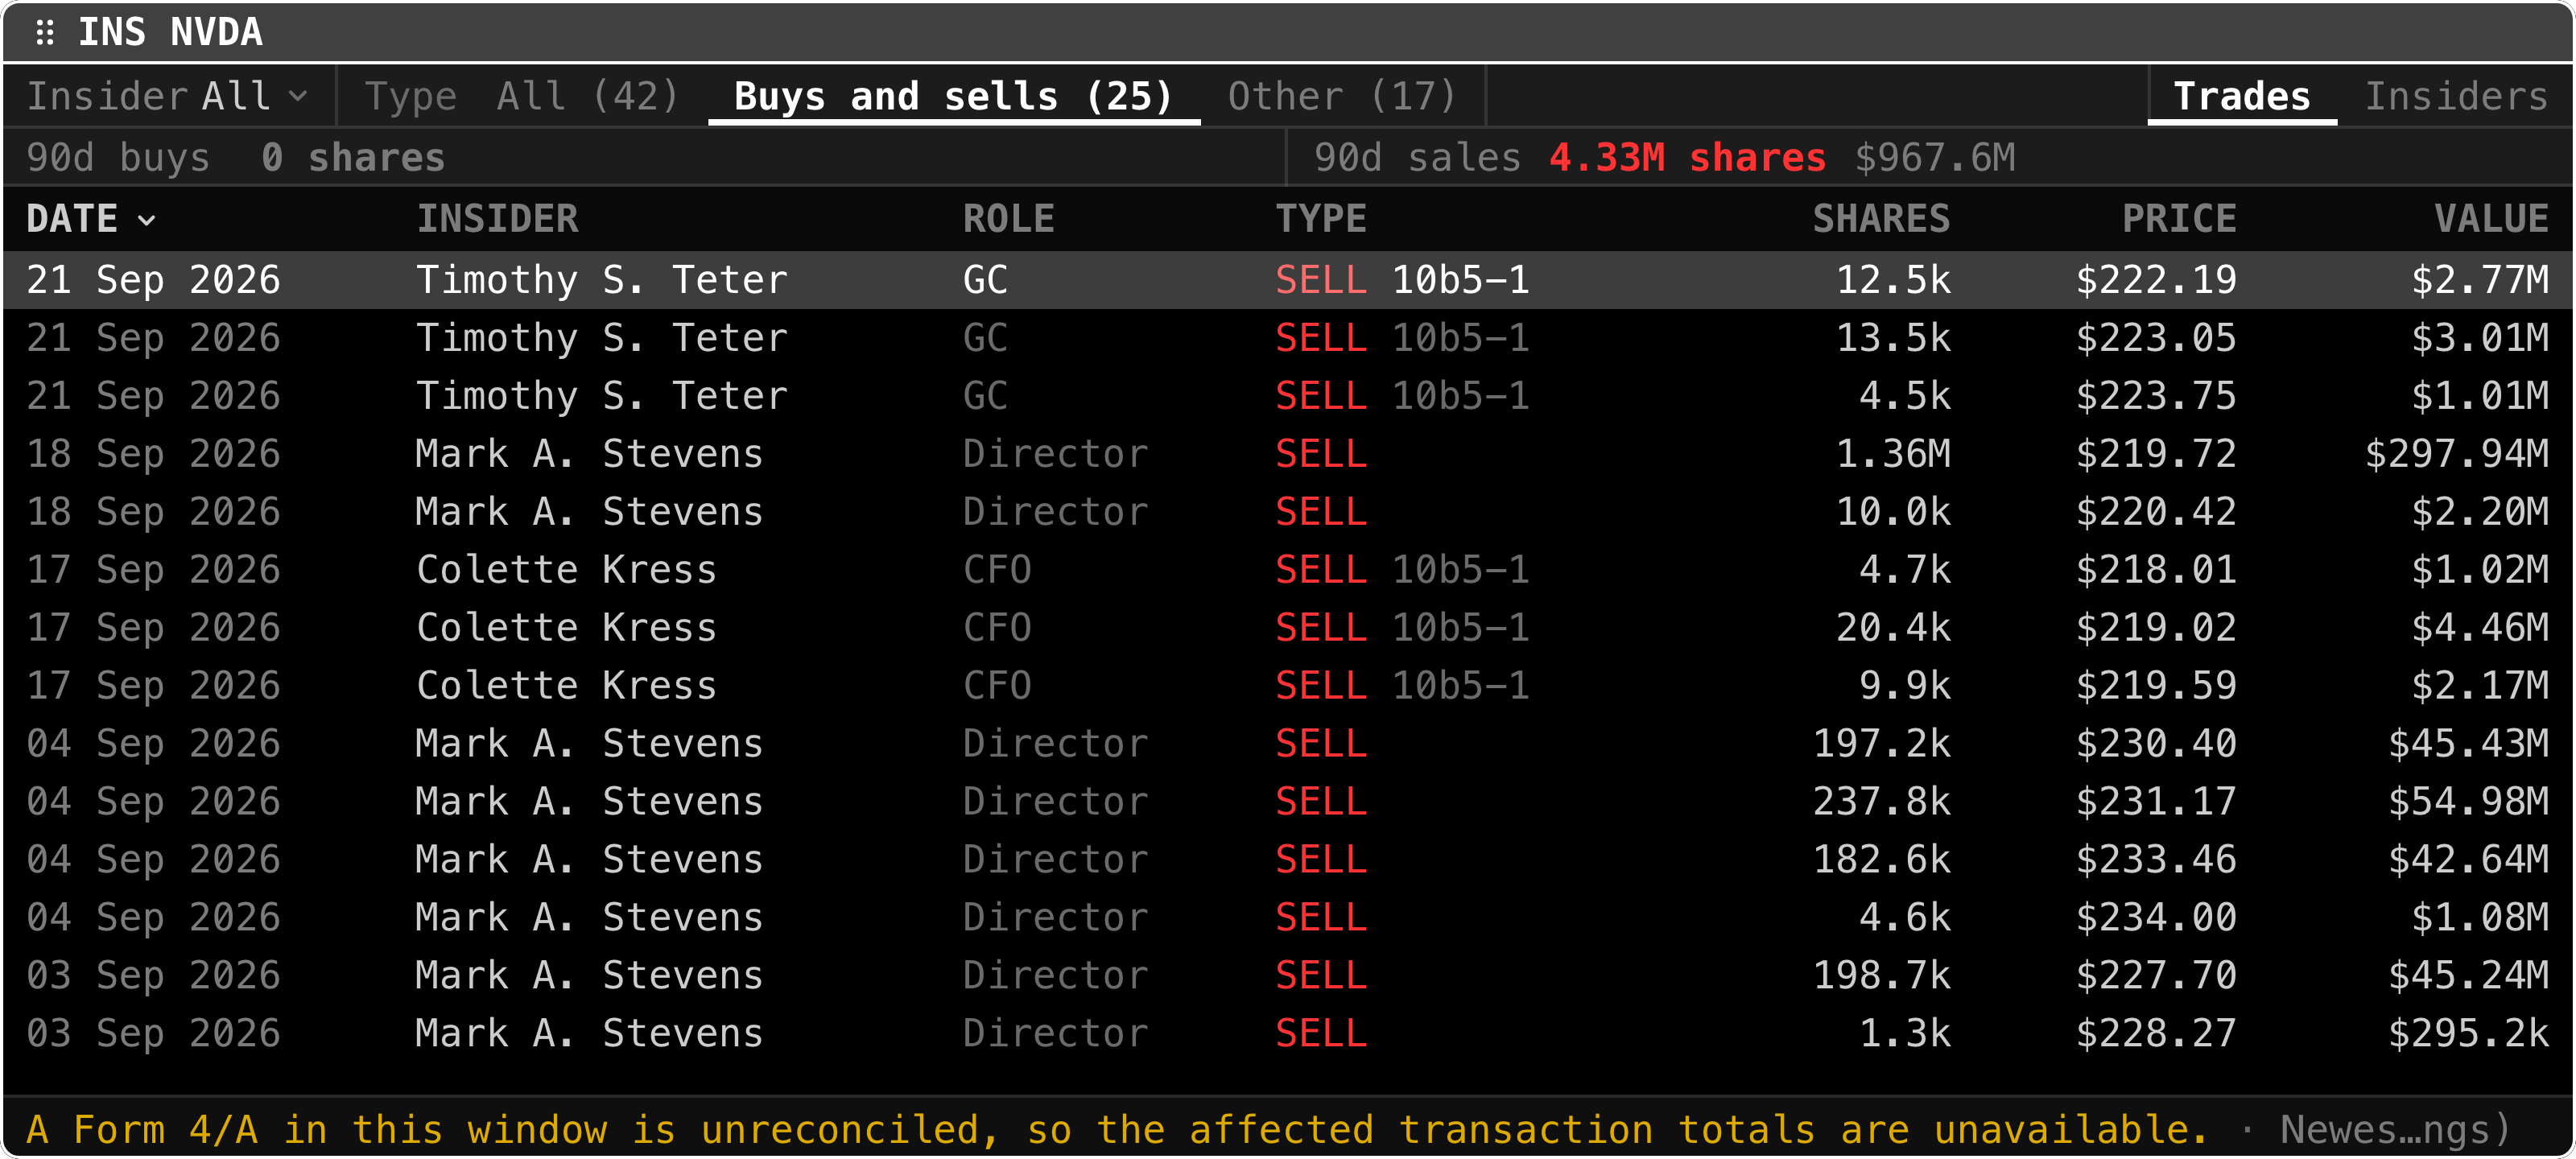 INS NVDA
Insider All Type All (42) Buys and sells (25) Other (17) Trades Insiders
90d buys 0 shares 90d sales 4.33M shares $967.6M
DATE INSIDER ROLE TYPE SHARES PRICE VALUE
21 Sep 2026 Timothy S. Teter GC SELL 10b5-1 12.5k $222.19 $2.77M
21 Sep 2026 Timothy S. Teter GC SELL 10b5-1 13.5k $223.05 $3.01M
21 Sep 2026 Timothy S. Teter GC SELL 10b5-1 4.5k $223.75 $1.01M
18 Sep 2026 Mark A. Stevens Director SELL 1.36M $219.72 $297.94M
18 Sep 2026 Mark A. Stevens Director SELL 10.0k $220.42 $2.20M
17 Sep 2026 Colette Kress CFO SELL 10b5-1 4.7k $218.01 $1.02M
17 Sep 2026 Colette Kress CFO SELL 10b5-1 20.4k $219.02 $4.46M
17 Sep 2026 Colette Kress CFO SELL 10b5-1 9.9k $219.59 $2.17M
04 Sep 2026 Mark A. Stevens Director SELL 197.2k $230.40 $45.43M
04 Sep 2026 Mark A. Stevens Director SELL 237.8k $231.17 $54.98M
04 Sep 2026 Mark A. Stevens Director SELL 182.6k $233.46 $42.64M
04 Sep 2026 Mark A. Stevens Director SELL 4.6k $234.00 $1.08M
03 Sep 2026 Mark A. Stevens Director SELL 198.7k $227.70 $45.24M
03 Sep 2026 Mark A. Stevens Director SELL 1.3k $228.27 $295.2k
A Form 4/A in this window is unreconciled, so the affected transaction totals are unavailable. · Newes…ngs)